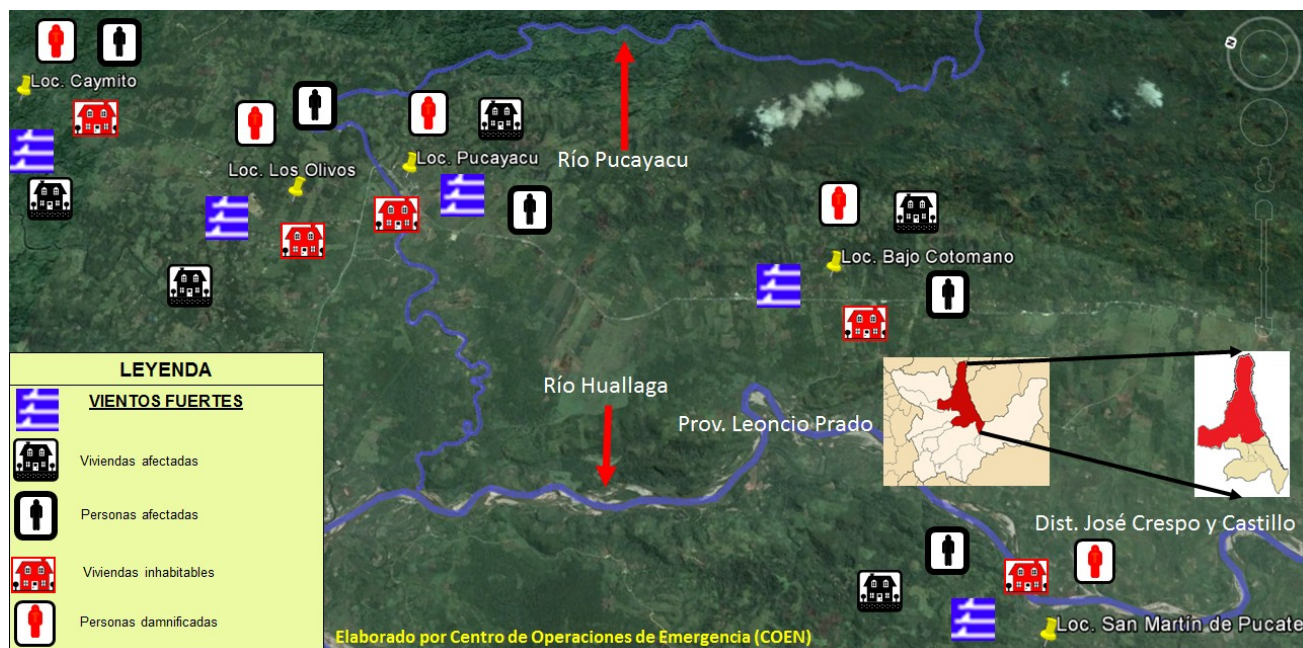 Loc. Caymito
Loc. Los Olivos
Loc. Pucayacu
Río Pucayacu
Loc. Bajo Cotomano
N
Río Huallaga
Prov. Leoncio Prado
Dist. José Crespo y Castillo
Loc. San Martín de Pucate
LEYENDA
VIENTOS FUERTES
Viviendas afectadas
Personas afectadas
Viviendas inhabitables
Personas damnificadas
Elaborado por Centro de Operaciones de Emergencia (COEN)